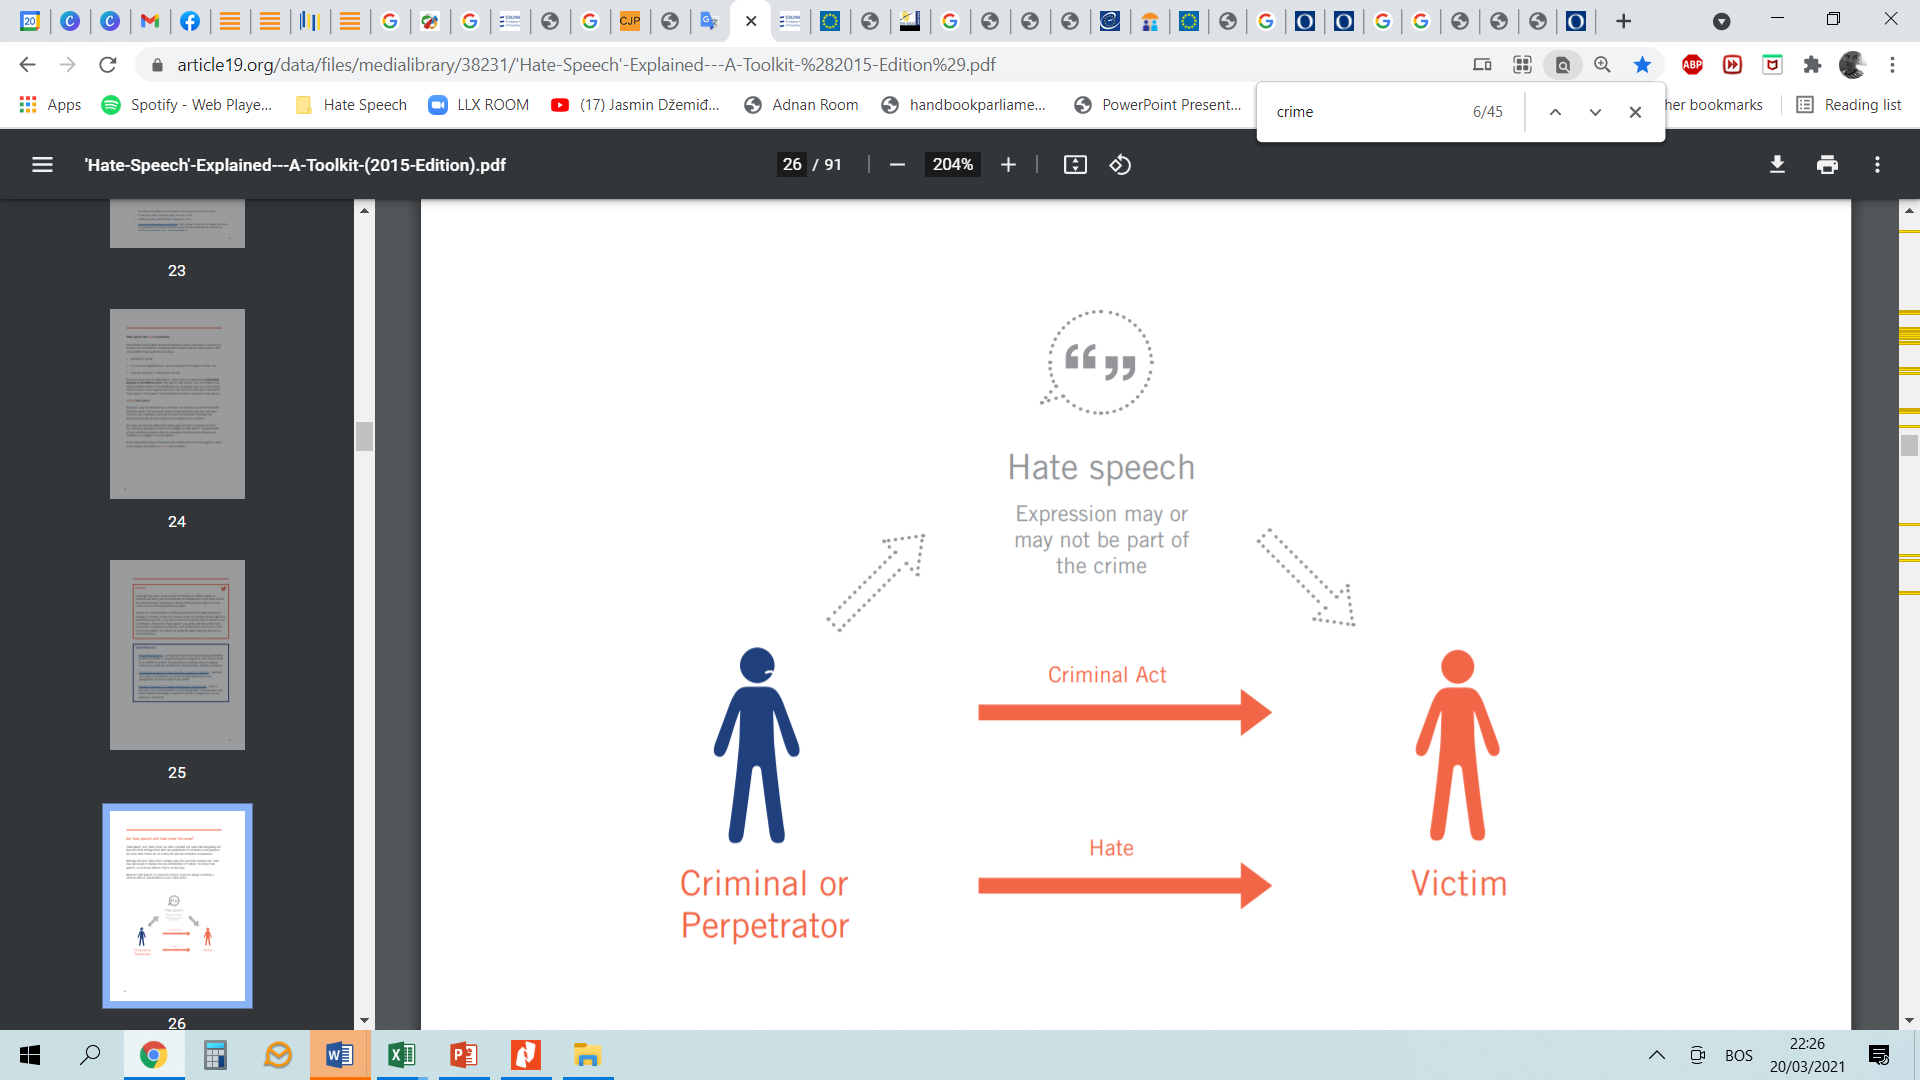 article19.org/data/files/medialibrary/38231/'Hate-Speech'-Explained---A-Toolkit-%282015-Edition%29.pdf
Apps
Spotify - Web Playe...
Hate Speech
LLX ROOM
(17) Jasmin Džemiđ...
Adnan Room
handbookparliame...
PowerPoint Present...
her bookmarks
Reading list
crime
6/45
'Hate-Speech'-Explained---A-Toolkit-(2015-Edition).pdf
26 / 91
204%
23
24
25
26
Hate speech
Expression may or
may not be part of
the crime
Criminal Act
Hate
Criminal or
Perpetrator
Victim
BOS
22:26
20/03/2021